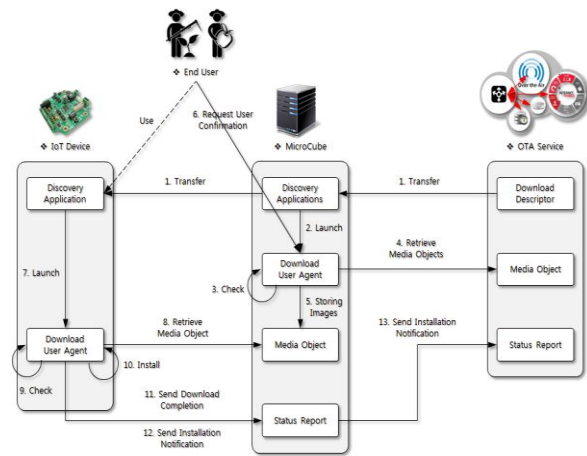 ❖ End User
Over the Air
❖ IoT Device
Use
6. Request User
Confirmation
❖ MicroCube
❖ OTA Service
Discovery
Application
1. Transfer
Discovery
Applications
1. Transfer
Download
Descriptor
2. Launch
4. Retrieve
Media Objects
7. Launch
3. Check
Download
User Agent
Media Object
5. Storing
Images
8. Retrieve
Media Object
13. Send Installation
Notification
Download
User Agent
Media Object
Status Report
10. Install
9. Check
11. Send Download
Completion
Status Report
12. Send Installation
Notification